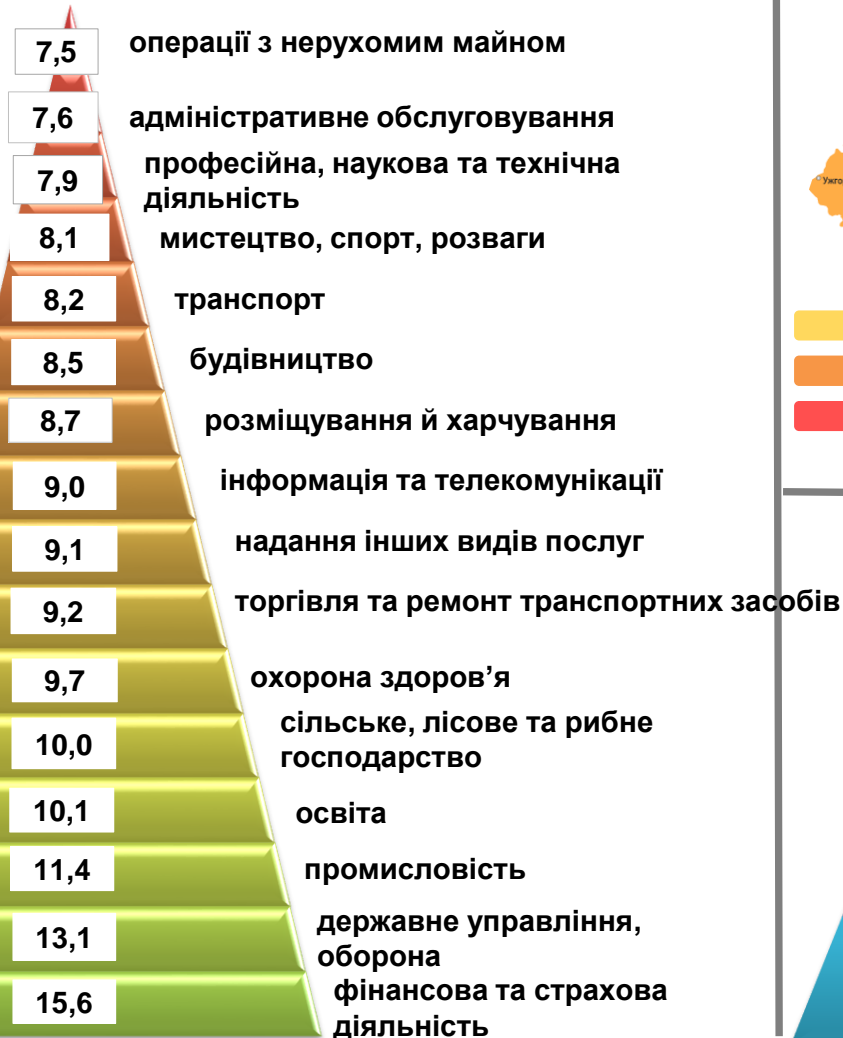 7,5 операції з нерухомим майном
7,6 адміністративне обслуговування
7,9 професійна, наукова та технічна
діяльність
8,1 мистецтво, спорт, розваги
8,2 транспорт
8,5 будівництво
8,7 розміщування й харчування
9,0 інформація та телекомунікації
9,1 надання інших видів послуг
9,2 торгівля та ремонт транспортних засобів
9,7 охорона здоров’я
10,0 сільське, лісове та рибне
господарство
10,1 освіта
11,4 промисловість
13,1 державне управління,
оборона
15,6 фінансова та страхова
діяльність